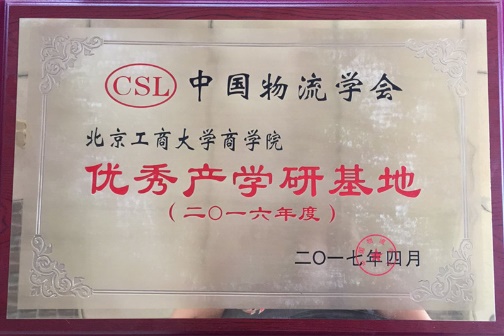 CSL 中国物流学会
北京工商大学商学院
优秀产学研基地
（二〇一六年度）
二〇一七年四月